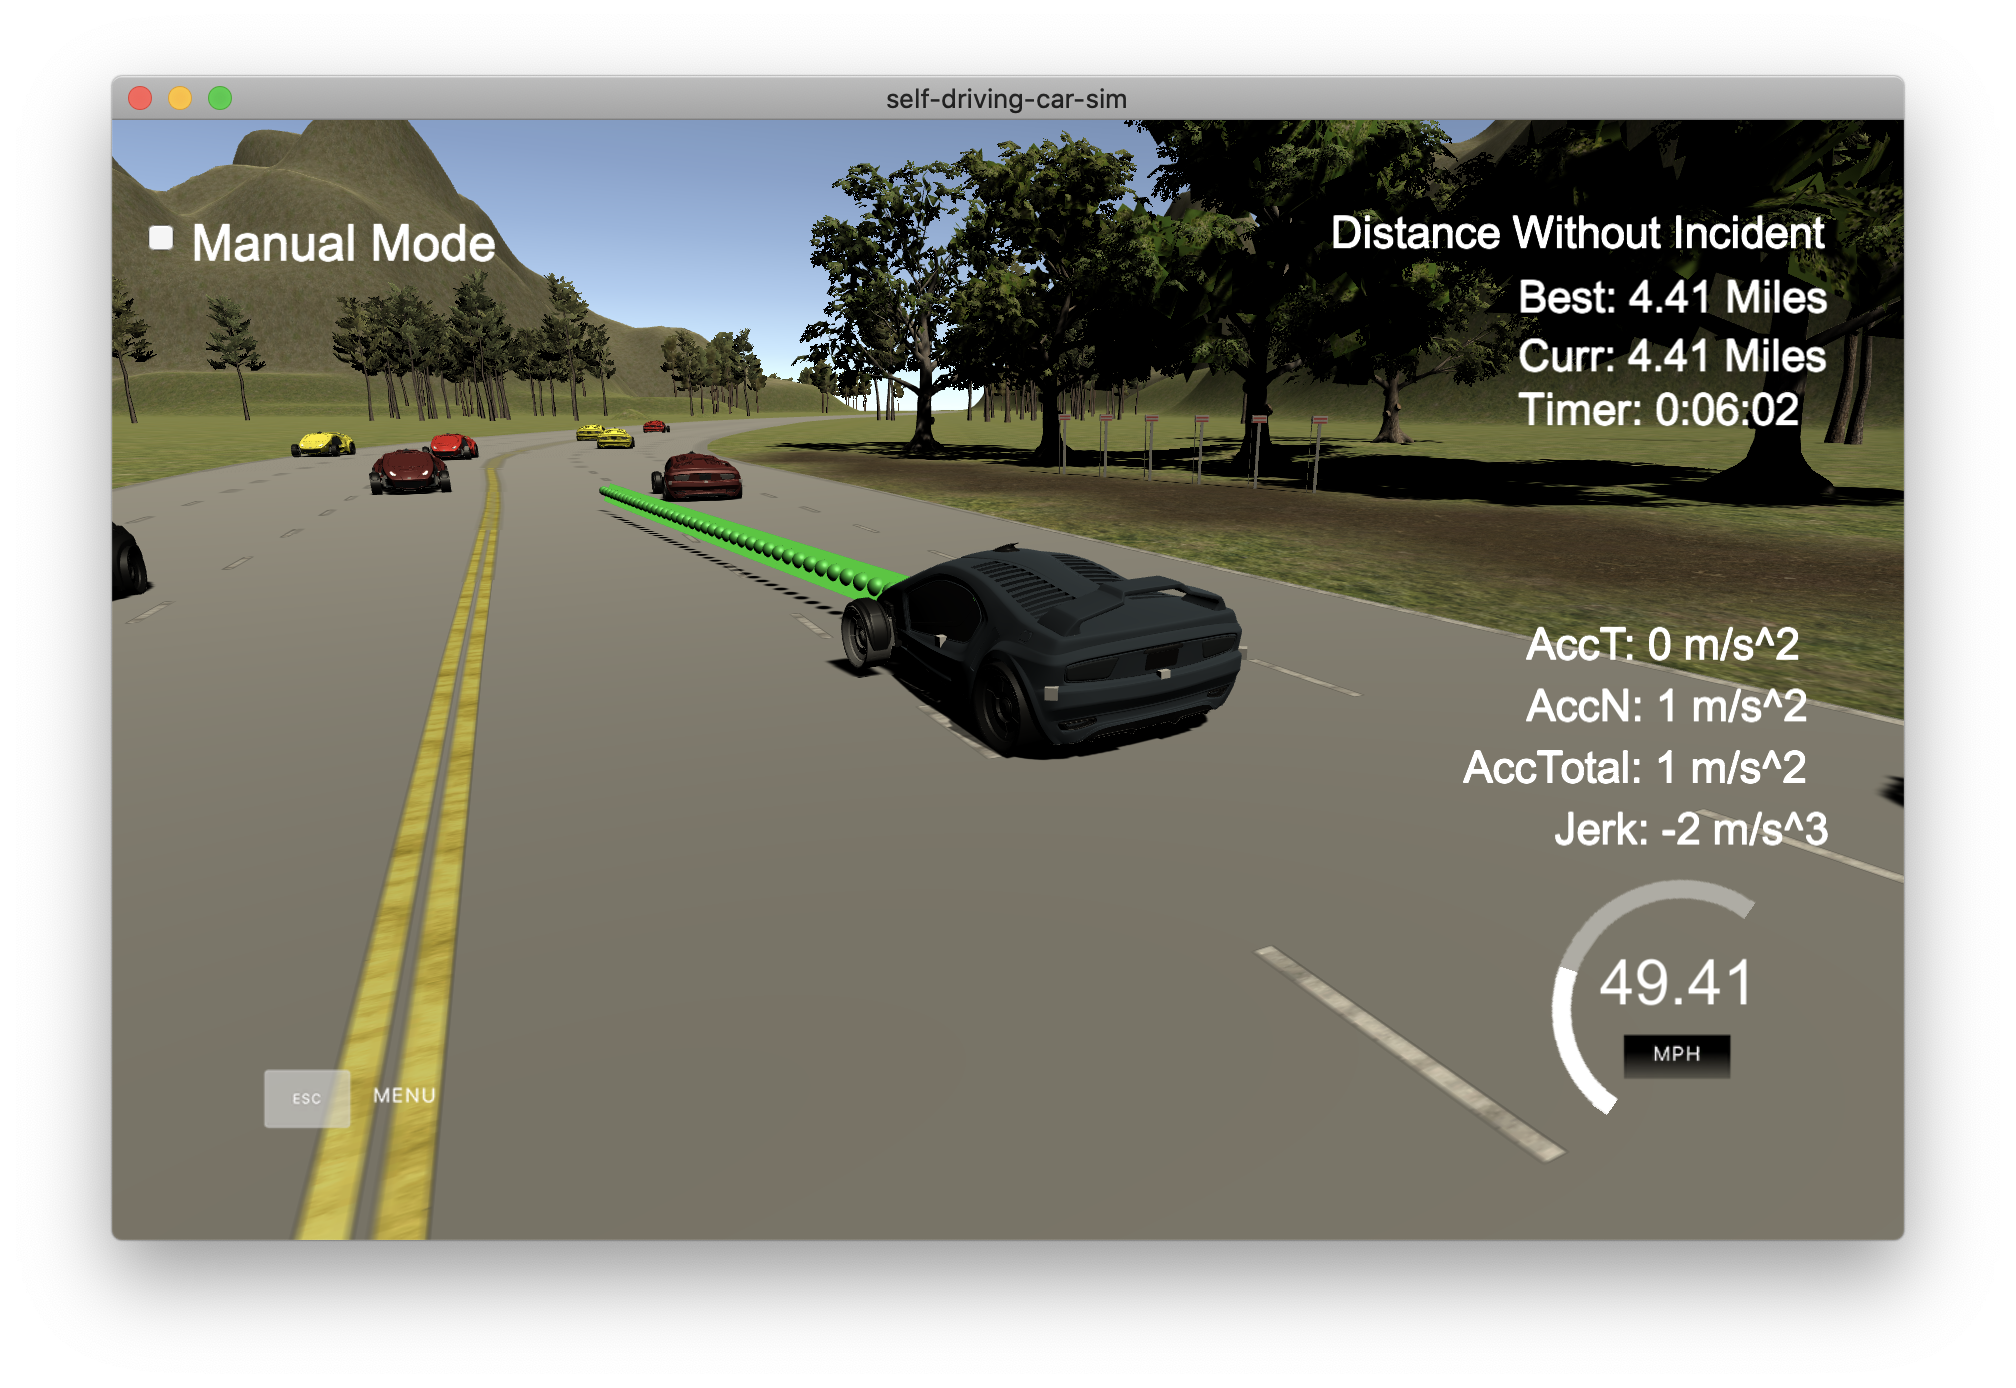 self-driving-car-sim
Manual Mode
Distance Without Incident
Best: 4.41 Miles
Curr: 4.41 Miles
Timer: 0:06:02
AccT: 0 m/s^2
AccN: 1 m/s^2
AccTotal: 1 m/s^2
Jerk: -2 m/s^3
49.41
MPH
ESC MENU